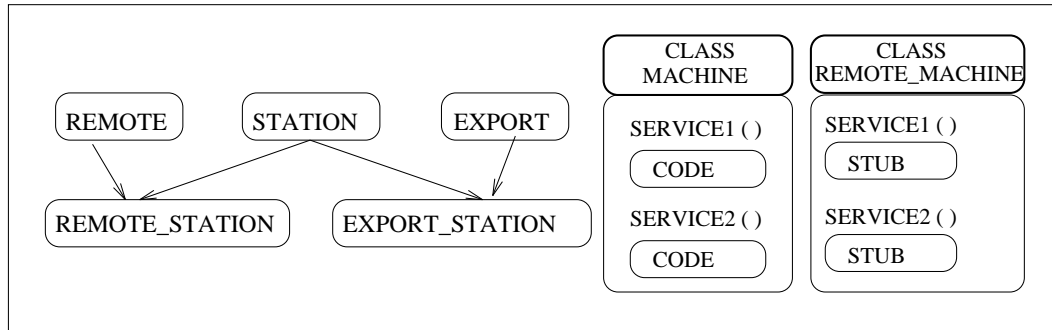 REMOTE
STATION
EXPORT
REMOTE_STATION
EXPORT_STATION
CLASS
MACHINE
SERVICE1 ( )
CODE
SERVICE2 ( )
CODE
CLASS
REMOTE_MACHINE
SERVICE1 ( )
STUB
SERVICE2 ( )
STUB